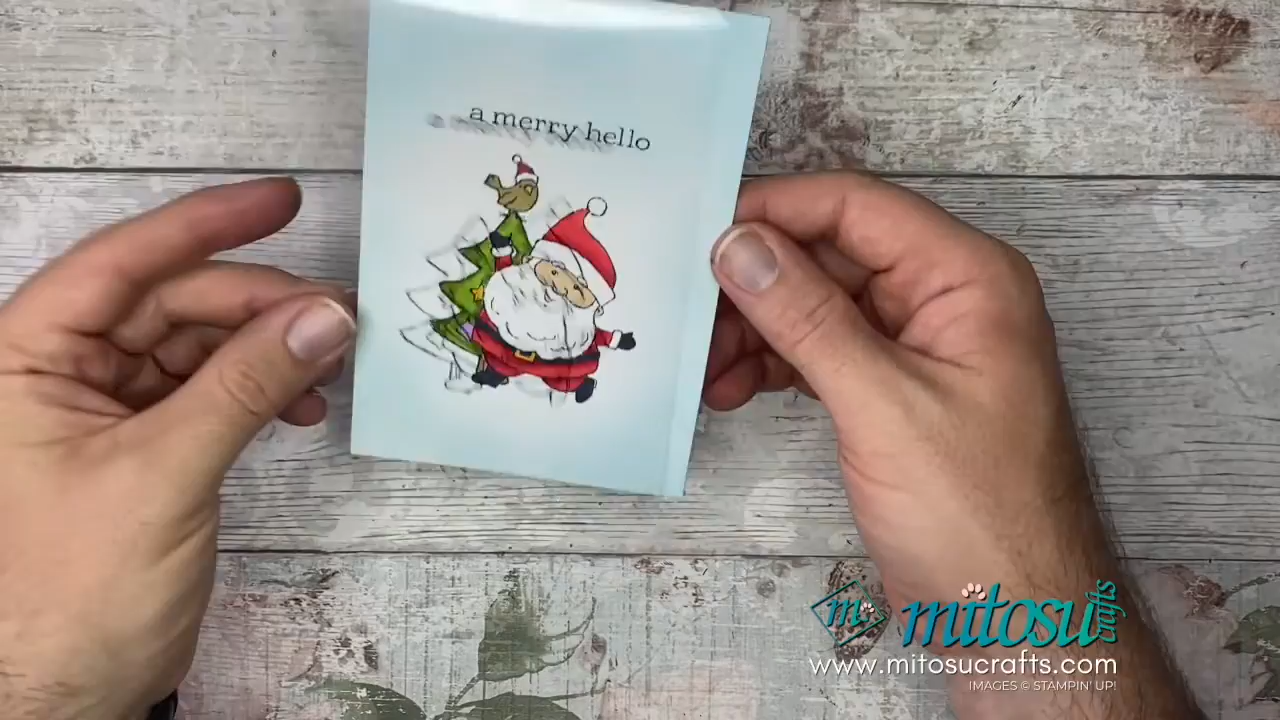 a merry hello
m
mitosu crafts
www.mitosucrafts.com
IMAGES © STAMPIN' UP!